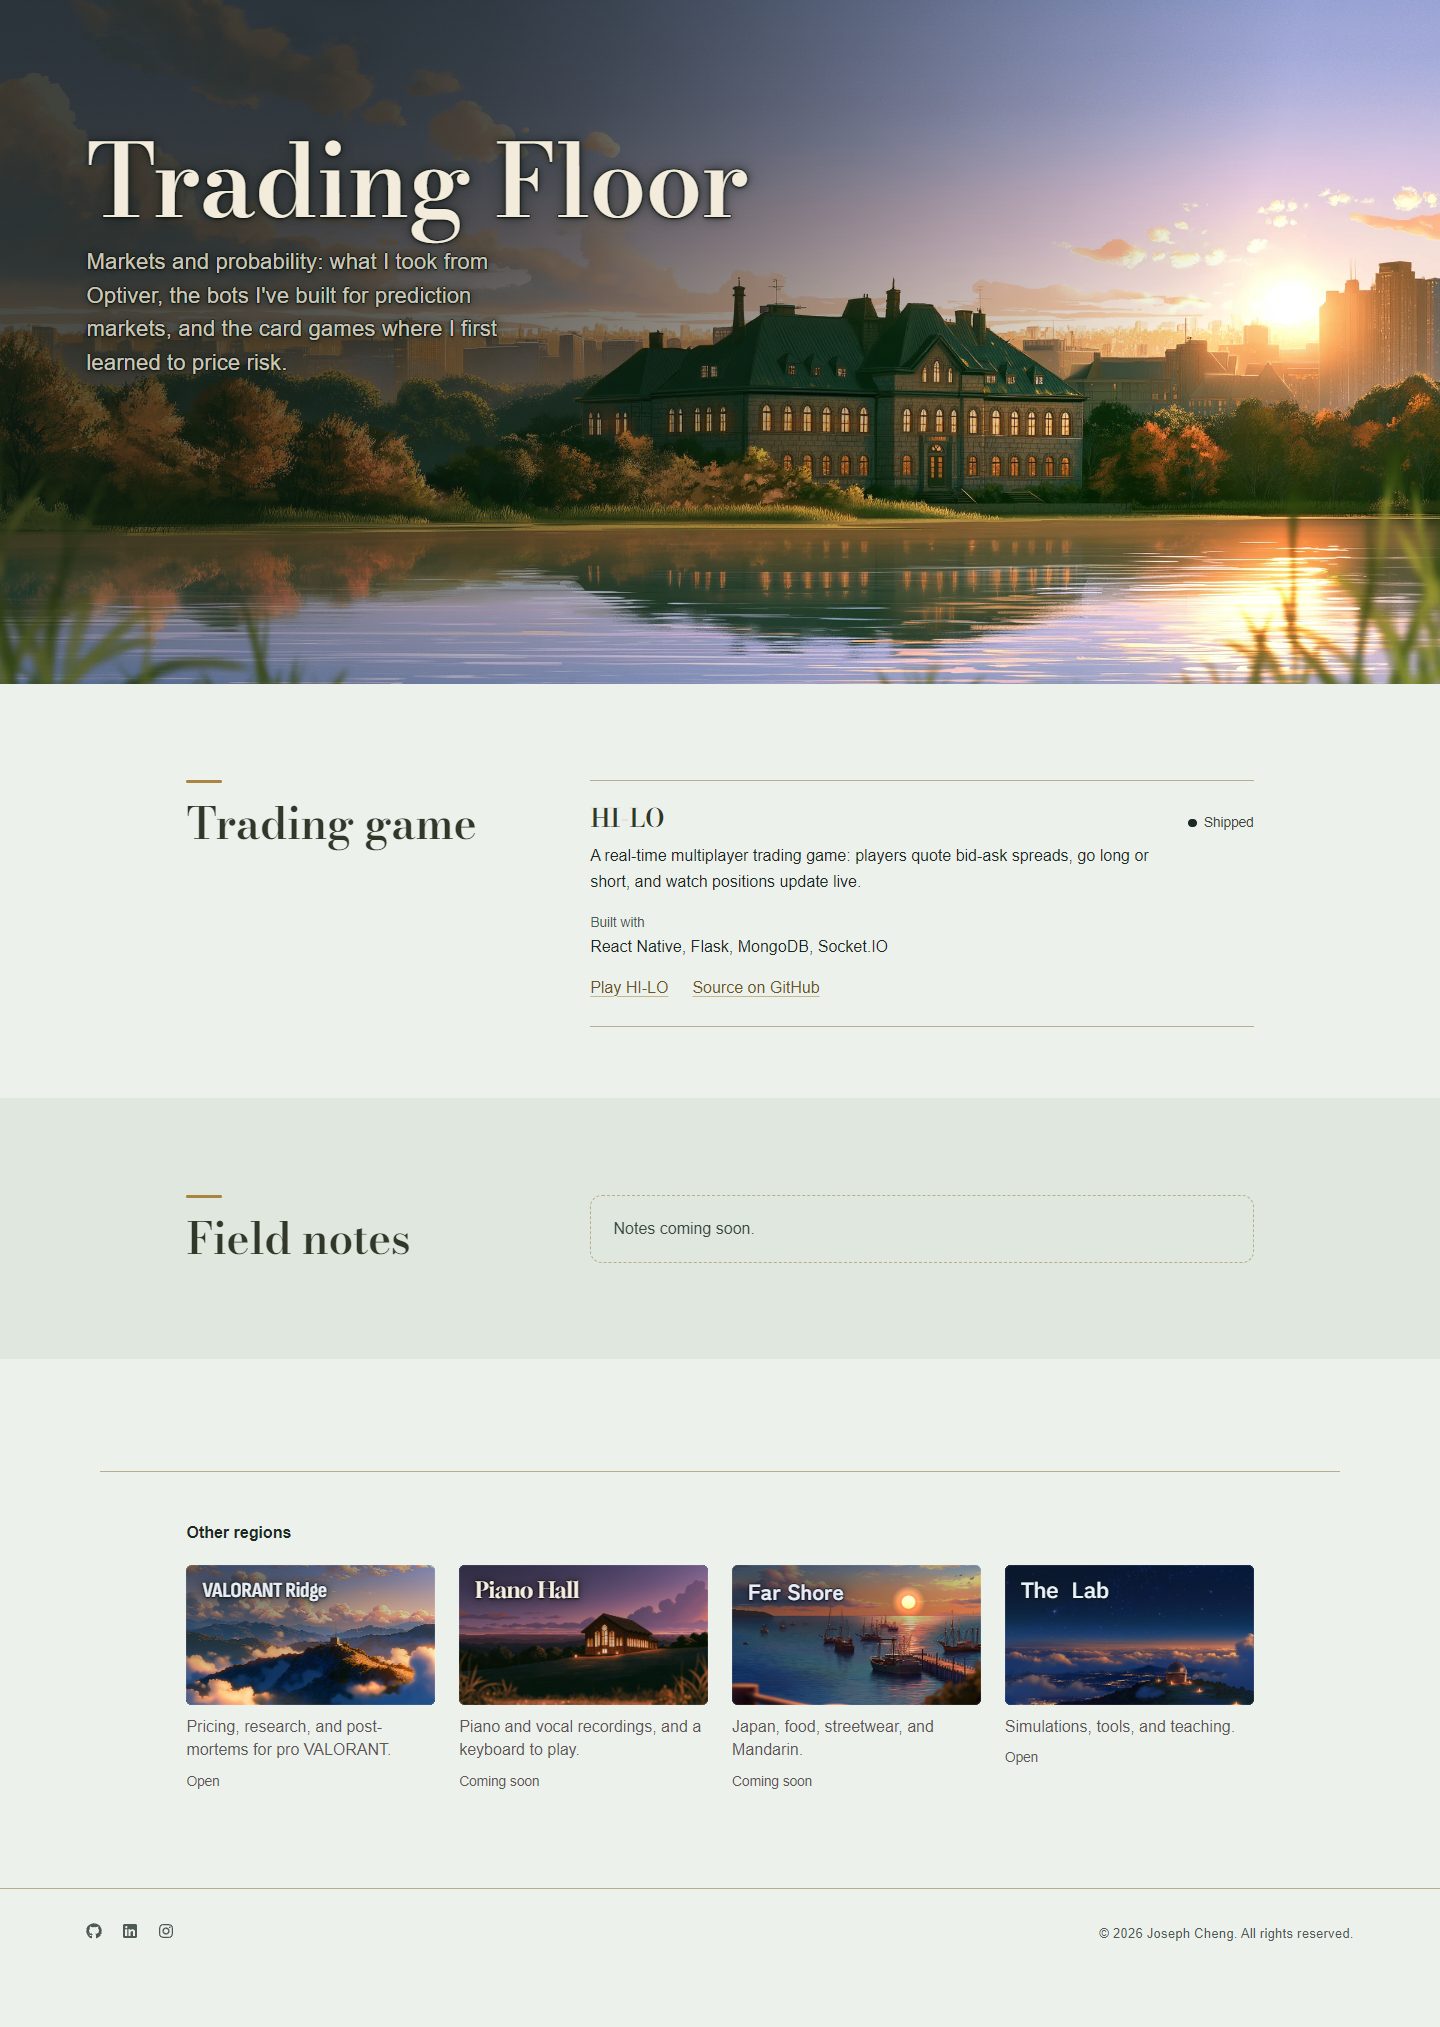 Trading Floor
Markets and probability: what I took from
Optiver, the bots I've built for prediction
markets, and the card games where I first
learned to price risk.
Trading game
HI-LO
Shipped
A real-time multiplayer trading game: players quote bid-ask spreads, go long or
short, and watch positions update live.
Built with
React Native, Flask, MongoDB, Socket.IO
Play HI-LO
Source on GitHub
Field notes
Notes coming soon.
Other regions
VALORANT Ridge
Pricing, research, and post-
mortems for pro VALORANT.
Open
Piano Hall
Piano and vocal recordings, and a
keyboard to play.
Coming soon
Far Shore
Japan, food, streetwear, and
Mandarin.
Coming soon
The Lab
Simulations, tools, and teaching.
Open
© 2026 Joseph Cheng. All rights reserved.